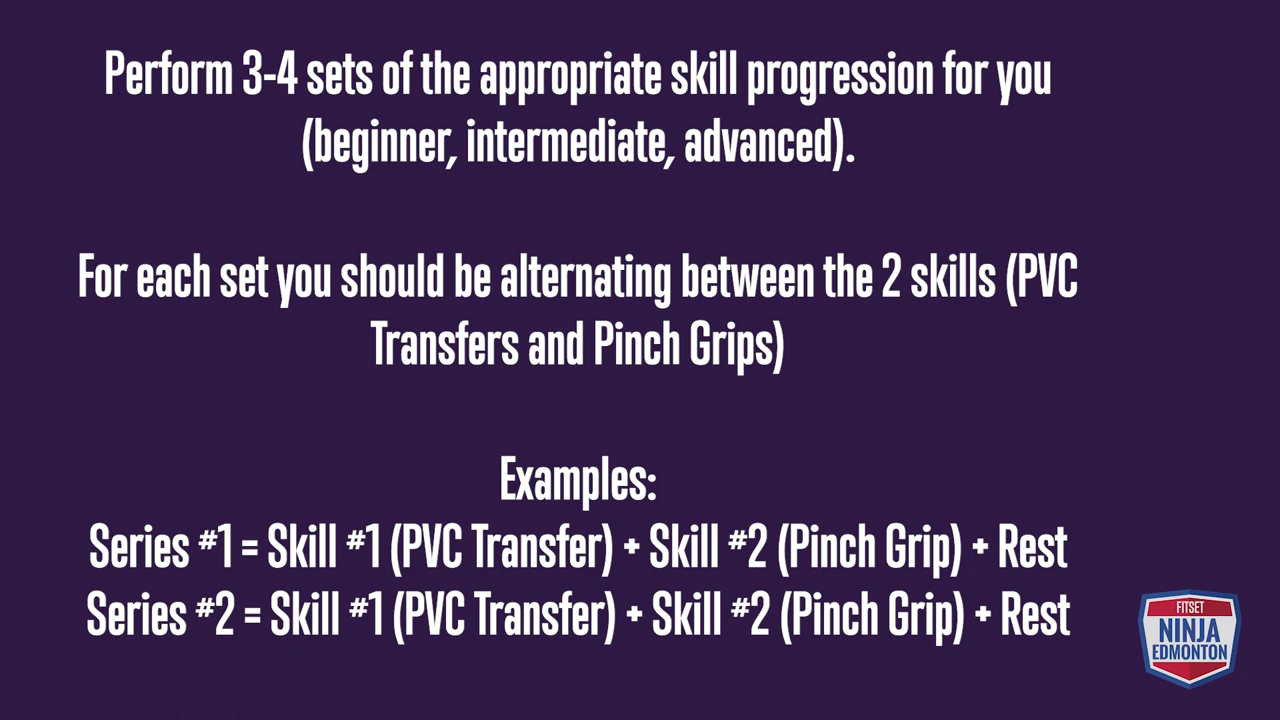 Perform 3-4 sets of the appropriate skill progression for you
(beginner, intermediate, advanced).
For each set you should be alternating between the 2 skills (PVC
Transfers and Pinch Grips)
Examples:
Series #1 = Skill #1 (PVC Transfer) + Skill #2 (Pinch Grip) + Rest
Series #2 = Skill #1 (PVC Transfer) + Skill #2 (Pinch Grip) + Rest
FITSET
NINJA
EDMONTON